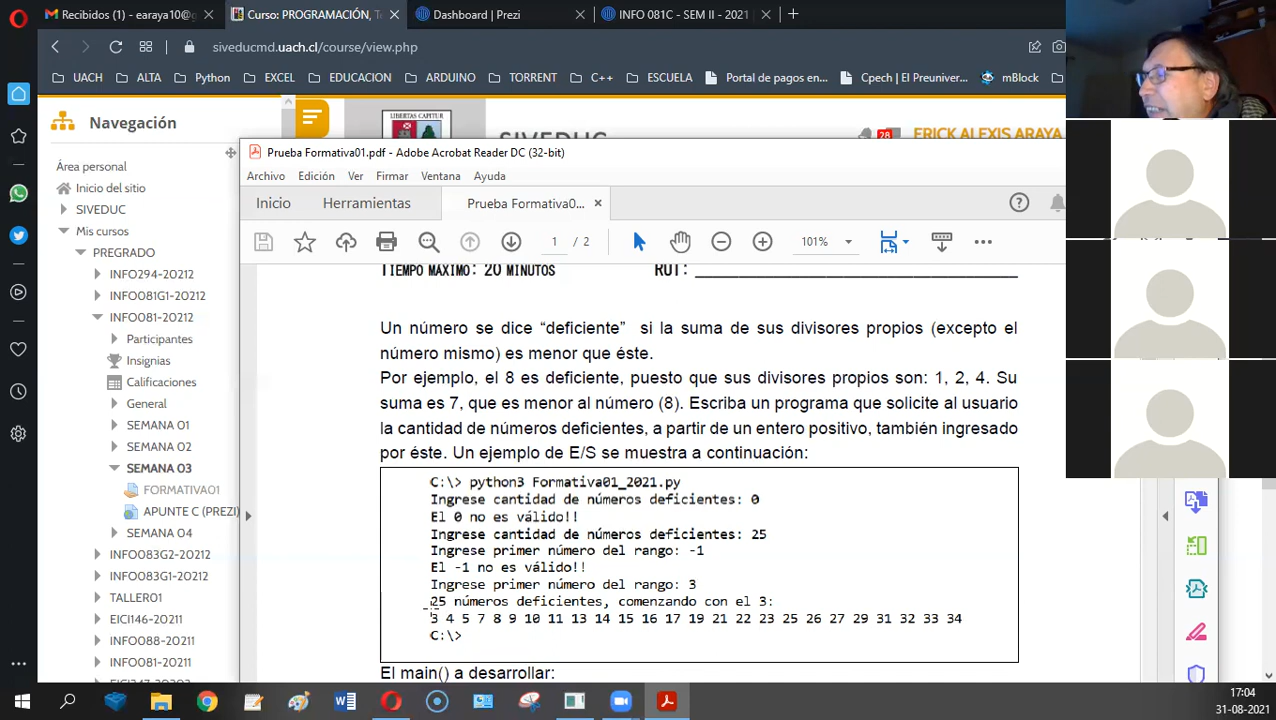 Recibidos (1) - earaya10@
Curso: PROGRAMACIÓN, T
Dashboard | Prezi
INFO 081C - SEM II - 2021
siveducmd.uach.cl/course/view.php
UACH
ALTA
Python
EXCEL
EDUCACION
ARDUINO
TORRENT
C++
ESCUELA
Portal de pagos en...
Cpech | El Preuniver...
mBlock
Navegación
LIBERTAS CAPITUR
SIVEDUC
28
ERICK ALEXIS ARAYA
Área personal
Inicio del sitio
SIVEDUC
Mis cursos
PREGRADO
INFO294-20212
INFO081G1-20212
INFO081-20212
Participantes
Insignias
Calificaciones
General
SEMANA 01
SEMANA 02
SEMANA 03
FORMATIVA01
APUNTE C (PREZI)
SEMANA 04
INFO083G2-20212
INFO083G1-20212
TALLER01
EICI146-20211
INFO088-20211
INFO081-20211
Prueba Formativa01.pdf - Adobe Acrobat Reader DC (32-bit)
Archivo Edición Ver Firmar Ventana Ayuda
Inicio
Herramientas
Prueba Formativa0...
1 / 2
101%
TIEMPO MAXIMO: 20 MINUTOS RUT:
Un número se dice “deficiente” si la suma de sus divisores propios (excepto el
número mismo) es menor que éste.
Por ejemplo, el 8 es deficiente, puesto que sus divisores propios son: 1, 2, 4. Su
suma es 7, que es menor al número (8). Escriba un programa que solicite al usuario
la cantidad de números deficientes, a partir de un entero positivo, también ingresado
por éste. Un ejemplo de E/S se muestra a continuación:
C:\> python3 Formativa01_2021.py
Ingrese cantidad de números deficientes: 0
El 0 no es válido!!
Ingrese cantidad de números deficientes: 25
Ingrese primer número del rango: -1
El -1 no es válido!!
Ingrese primer número del rango: 3
25 números deficientes, comenzando con el 3:
3 4 5 7 8 9 10 11 13 14 15 16 17 19 21 22 23 25 26 27 29 31 32 33 34
C:\>
El main() a desarrollar:
17:04
31-08-2021